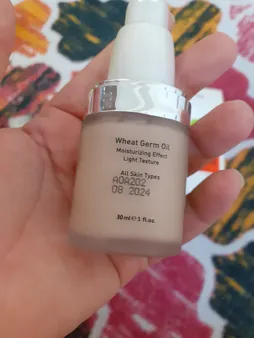 Wheat Germ Oil
Moisturizing Effect
Light Texture
All Skin Types
A0A202
08 2024
30 ml ℮ 1 fl.oz.